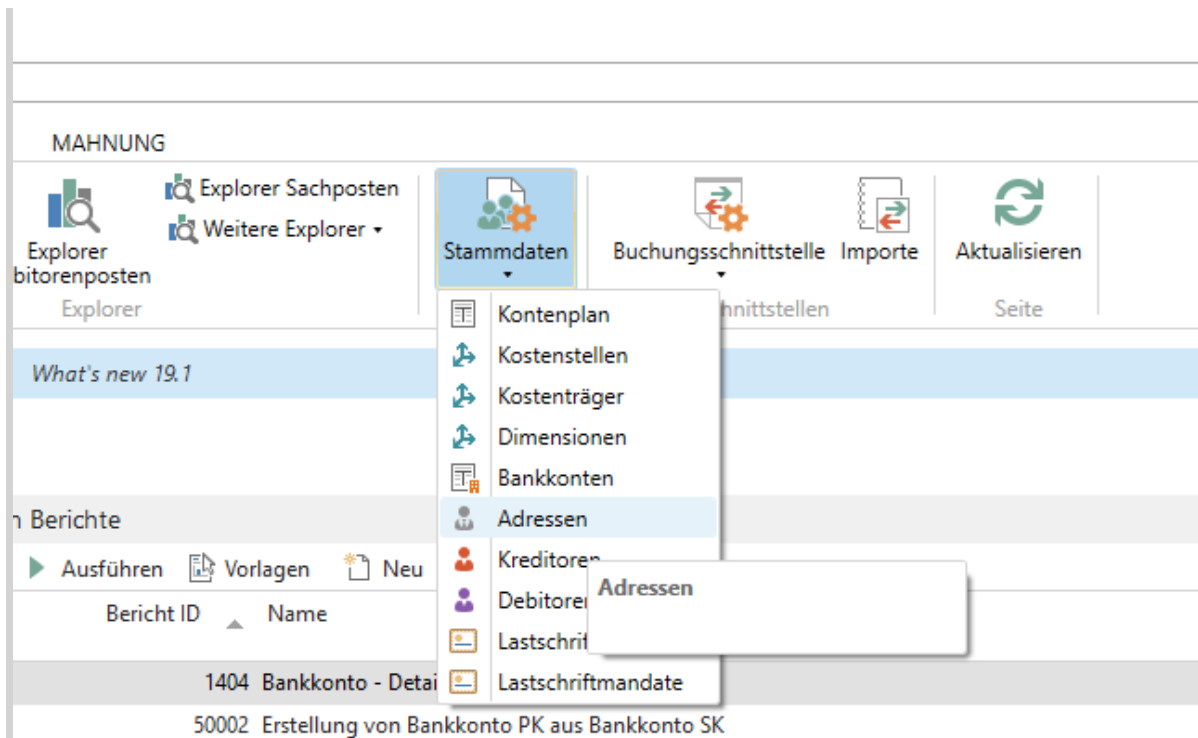 MAHNUNG
Explorer
bitorenposten
Explorer Sachposten
Weitere Explorer
Explorer
Stammdaten
Buchungsschnittstelle
Importe
hnittstellen
Aktualisieren
Seite
Kontenplan
Kostenstellen
Kostenträger
Dimensionen
Bankkonten
Adressen
Kreditoren
Debitoren
Lastschrif
Lastschriftmandate
Adressen
What's new 19.1
n Berichte
Ausführen Vorlagen Neu
Bericht ID Name
1404 Bankkonto - Detai
50002 Erstellung von Bankkonto PK aus Bankkonto SK